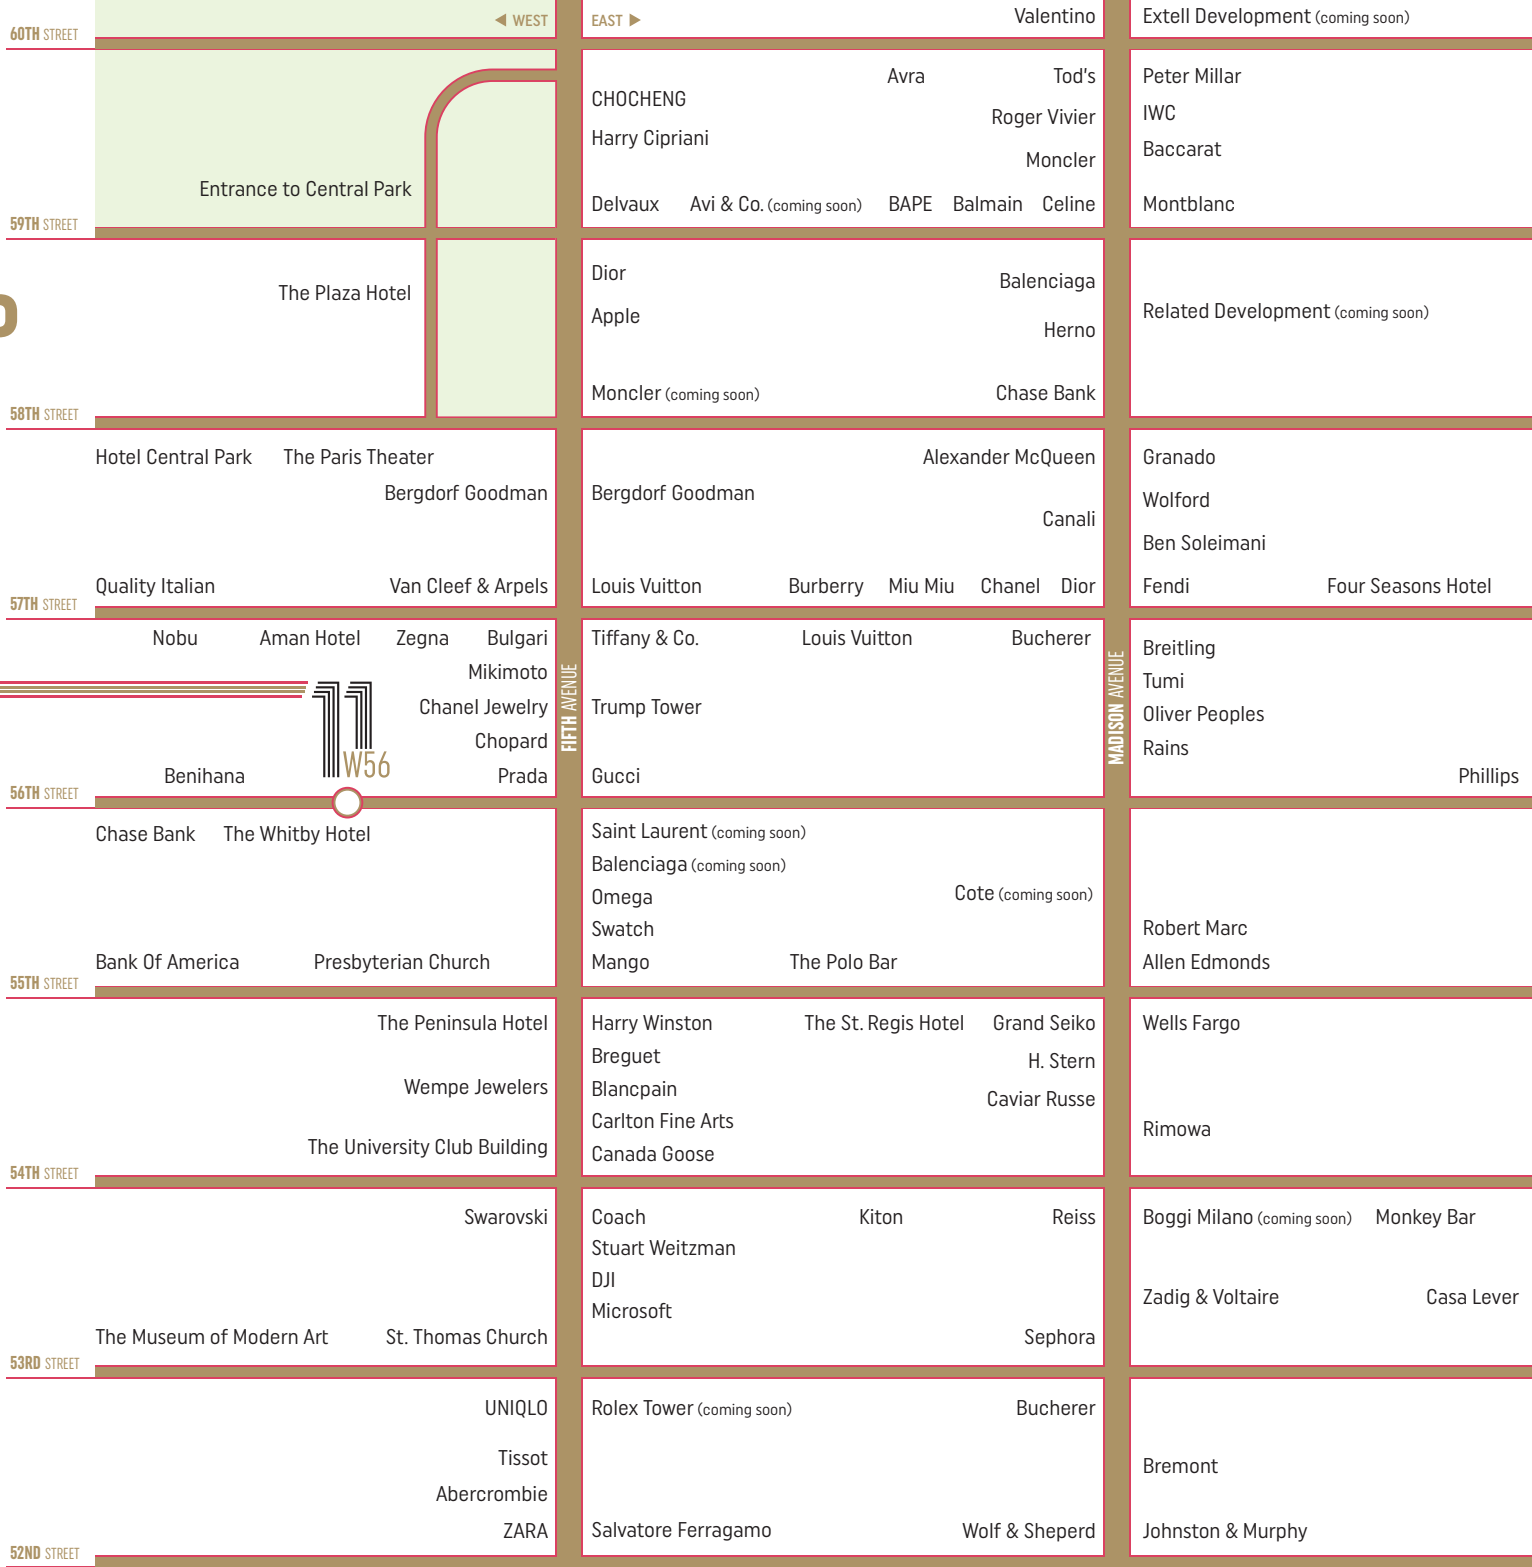 ◀ WEST
EAST ▶
Valentino
Extell Development (coming soon)
60TH STREET
Avra
Tod's
CHOCHENG
Roger Vivier
Harry Cipriani
Moncler
Peter Millar
IWC
Baccarat
Entrance to Central Park
Delvaux Avi & Co. (coming soon) BAPE Balmain Celine
Montblanc
59TH STREET
The Plaza Hotel
Dior
Balenciaga
Apple
Herno
Related Development (coming soon)
Moncler (coming soon)
Chase Bank
58TH STREET
Hotel Central Park The Paris Theater
Bergdorf Goodman
Quality Italian
Van Cleef & Arpels
Alexander McQueen
Bergdorf Goodman
Canali
Louis Vuitton Burberry Miu Miu Chanel Dior
Granado
Wolford
Ben Soleimani
Fendi
Four Seasons Hotel
57TH STREET
Nobu Aman Hotel Zegna Bulgari
Mikimoto
Chanel Jewelry
Chopard
Benihana
Prada
11
W56
FIFTH AVENUE
Tiffany & Co. Louis Vuitton Bucherer
Trump Tower
Gucci
MADISON AVENUE
Breitling
Tumi
Oliver Peoples
Rains
Phillips
56TH STREET
Chase Bank The Whitby Hotel
Bank Of America Presbyterian Church
Saint Laurent (coming soon)
Balenciaga (coming soon)
Omega
Cote (coming soon)
Swatch
Mango
The Polo Bar
Robert Marc
Allen Edmonds
55TH STREET
The Peninsula Hotel
Wempe Jewelers
The University Club Building
Harry Winston The St. Regis Hotel Grand Seiko
Breguet
H. Stern
Blancpain
Caviar Russe
Carlton Fine Arts
Canada Goose
Wells Fargo
Rimowa
54TH STREET
Swarovski
The Museum of Modern Art St. Thomas Church
Coach Kiton Reiss
Stuart Weitzman
DJI
Microsoft
Sephora
Boggi Milano (coming soon) Monkey Bar
Zadig & Voltaire
Casa Lever
53RD STREET
UNIQLO
Tissot
Abercrombie
ZARA
Rolex Tower (coming soon)
Bucherer
Salvatore Ferragamo
Wolf & Sheperd
Bremont
Johnston & Murphy
52ND STREET